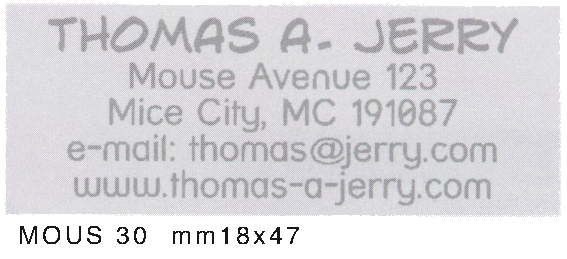 THOMAS A. JERRY
Mouse Avenue 123
Mice City, MC 191087
e-mail: thomas@jerry.com
www.thomas-a-jerry.com
MOUS 30 mm18x47